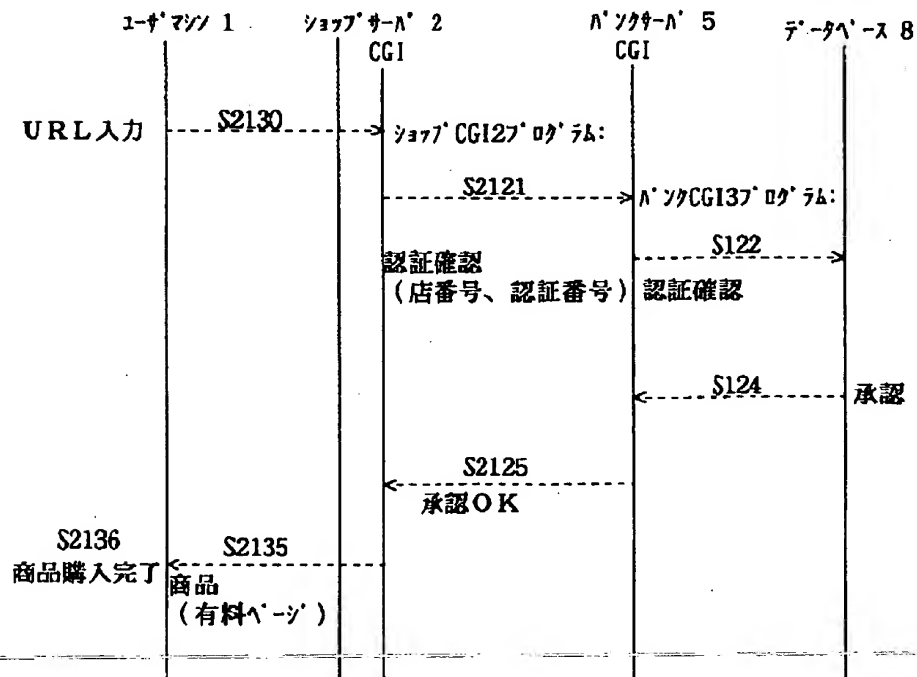 ﾕｰｻﾞﾏｼﾝ 1
ｼｮｯﾌﾟｻｰﾊﾞ 2
CGI
ﾊﾞﾝｸｻｰﾊﾞ 5
CGI
ﾃﾞｰﾀﾍﾞｰｽ 8
URL入力
S2130
ｼｮｯﾌﾟCGI2ﾌﾟﾛｸﾞﾗﾑ:
S2121
ﾊﾞﾝｸCGI3ﾌﾟﾛｸﾞﾗﾑ:
S122
認証確認
(店番号、認証番号)
認証確認
S124
承認
S2125
承認OK
S2136
商品購入完了
S2135
商品
(有料ﾍﾟｰｼﾞ)